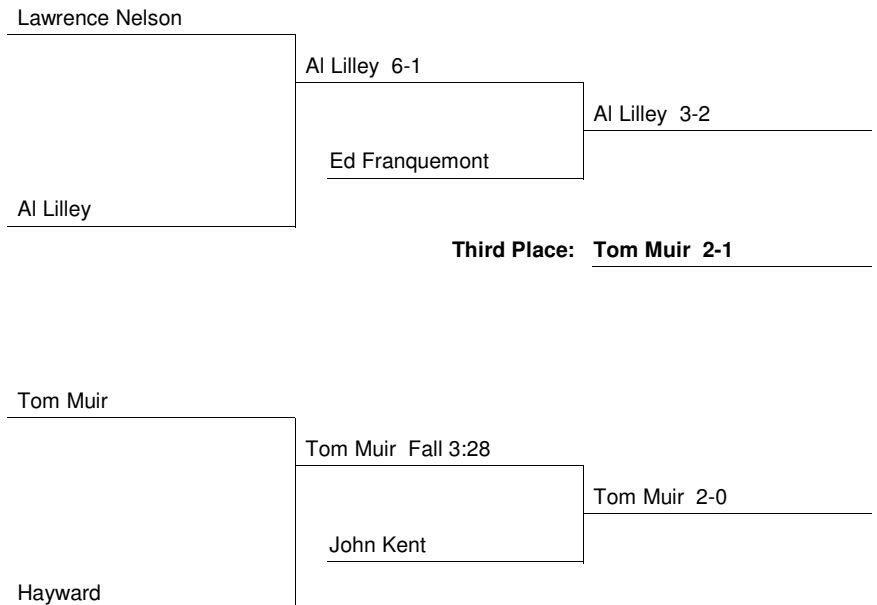 Lawrence Nelson
Al Lilley 6-1
Al Lilley 3-2
Ed Franquemont
Al Lilley
Third Place: Tom Muir 2-1
Tom Muir
Tom Muir Fall 3:28
Tom Muir 2-0
John Kent
Hayward